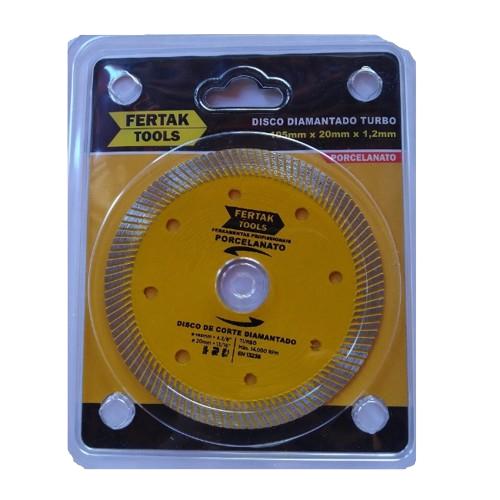 FERTAK
TOOLS
DISCO DIAMANTADO TURBO
105mm x 20mm x 1,2mm
PORCELANATO
FERTAK
TOOLS
FERRAMENTAS PROFISSIONAIS
PORCELANATO
DISCO DE CORTE DIAMANTADO
ø 105mm • 4.3/8"
ø 20mm • 13/16"
TURBO
Máx. 14.000 RPM
EN 13236